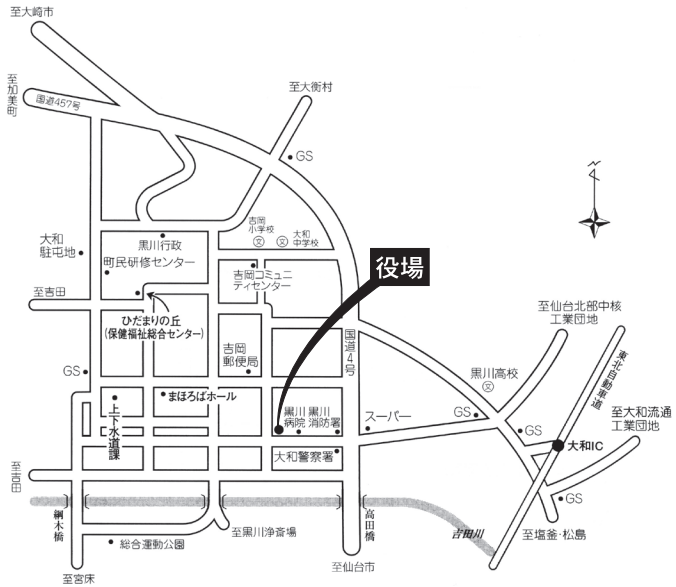 至大崎市
至加美町
国道457号
至大衡村
GS
N
吉岡
小学校
文
文
大和
中学校
大和
駐屯地
黒川行政
町民研修センター
吉岡コミュニ
ティセンター
役場
至吉田
ひだまりの丘
(保健福祉総合センター)
吉岡
郵便局
国道4号
至仙台北部中核
工業団地
東北自動車道
黒川高校
文
GS
まほろばホール
上下水道課
黒川
病院
黒川
消防署
スーパー
GS
GS
至大和流通
工業団地
大和IC
大和警察署
至吉田
GS
綱木橋
高田橋
吉田川
至塩釜・松島
総合運動公園
至黒川浄斎場
至宮床
至仙台市